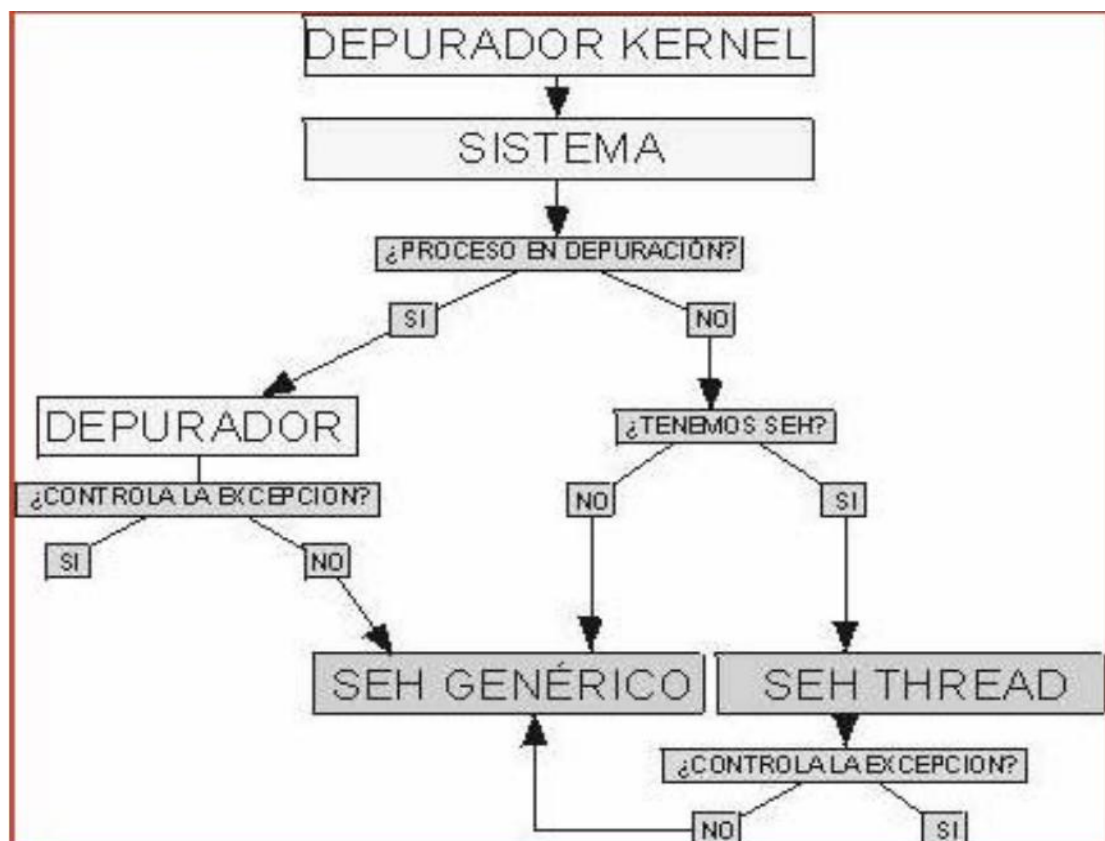 DEPURADOR KERNEL
SISTEMA
¿PROCESO EN DEPURACIÓN?
SI
NO
DEPURADOR
¿TENEMOS SEH?
¿CONTROLA LA EXCEPCION?
NO
SI
SI
NO
SEH GENÉRICO
SEH THREAD
¿CONTROLA LA EXCEPCION?
NO
SI